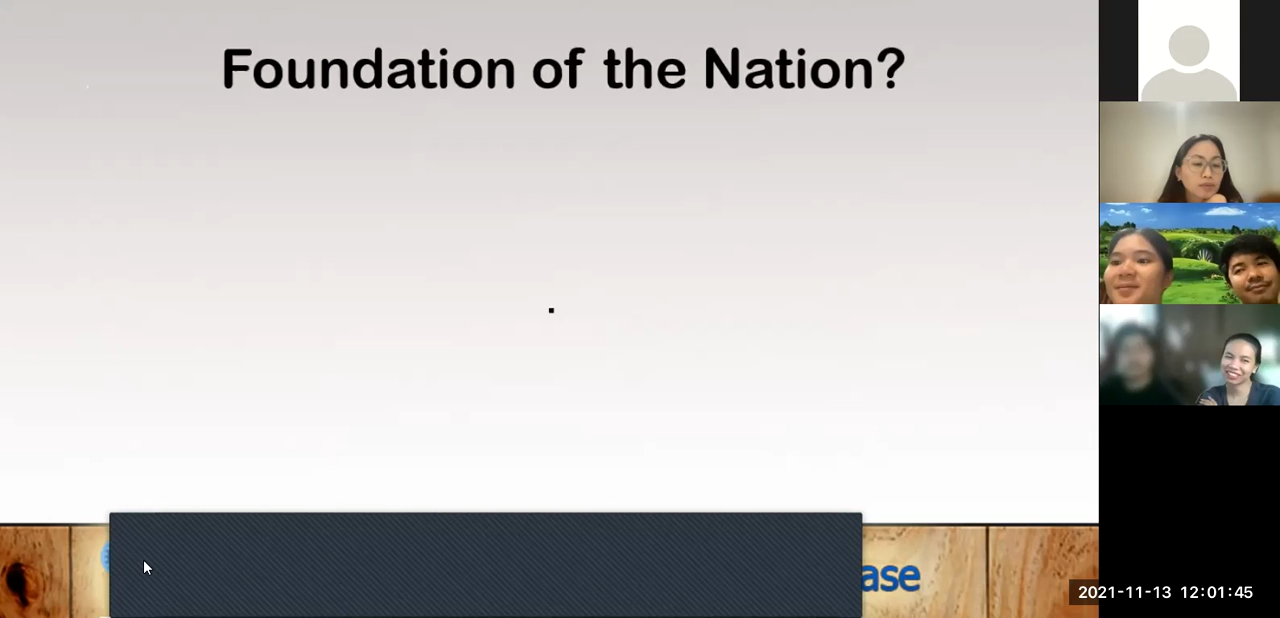 Foundation of the Nation?
.
ase
2021-11-13 12:01:45